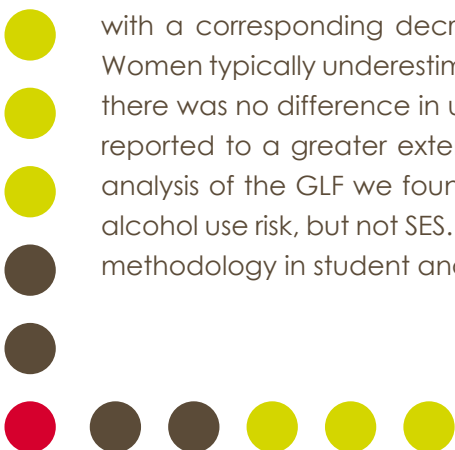 with a corresponding decr
Women typically underestim
there was no difference in u
reported to a greater exte
analysis of the GLF we foun
alcohol use risk, but not SES.
methodology in student an